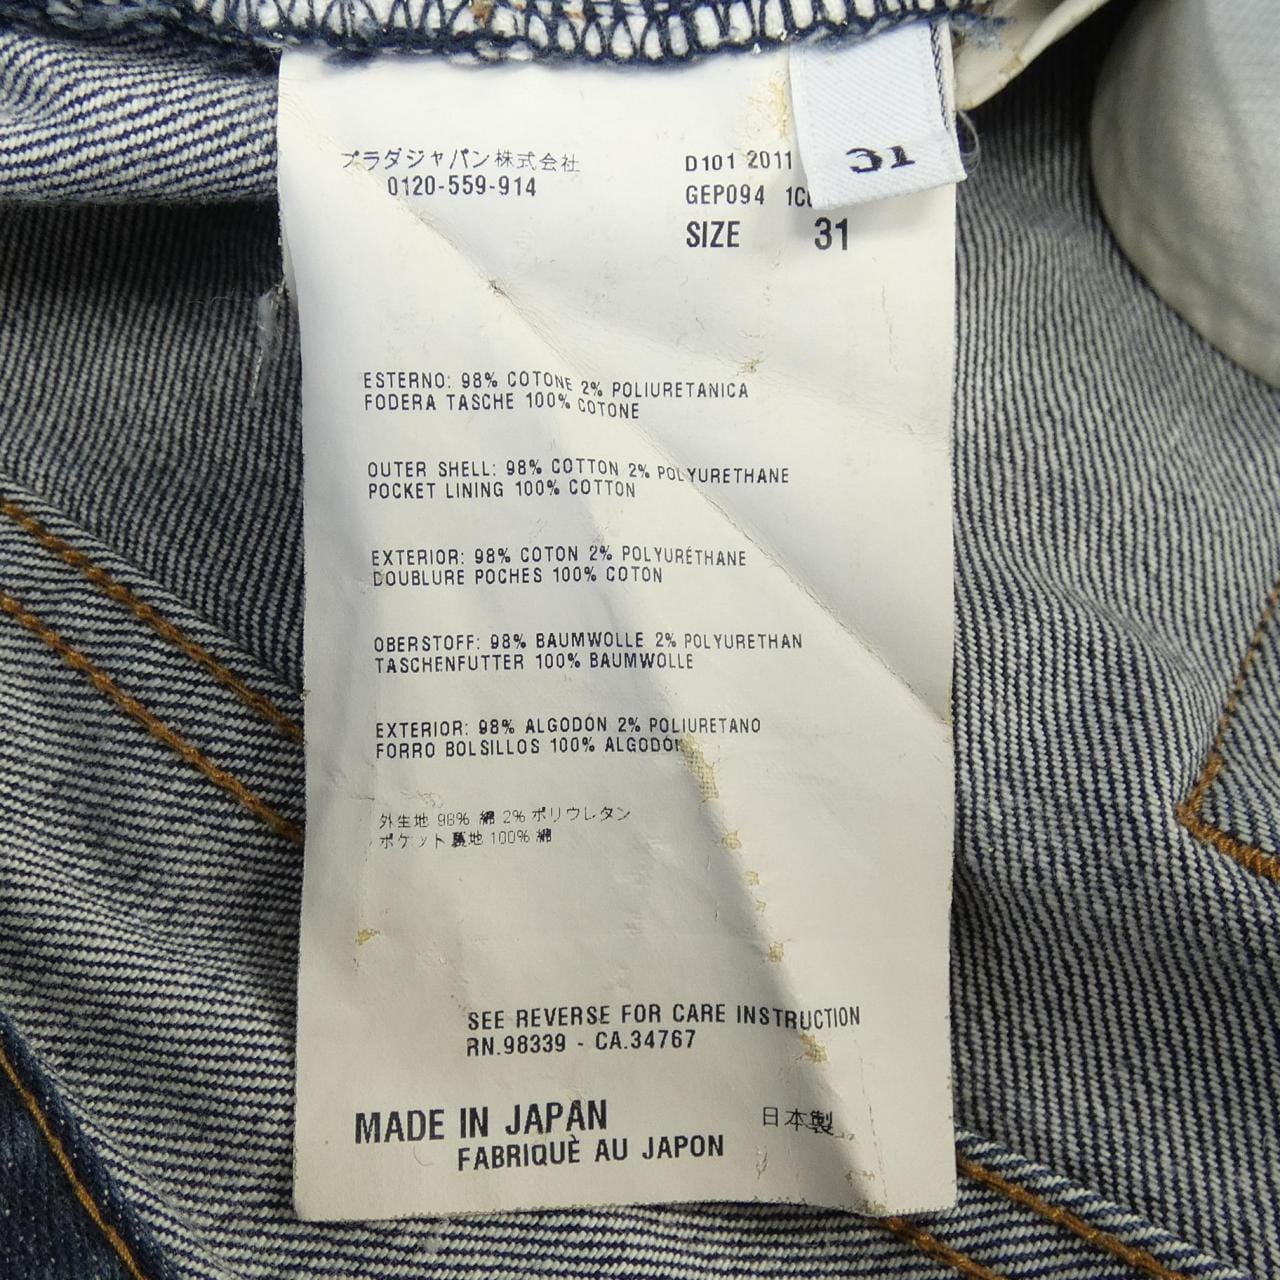 プラダジャパン株式会社
0120-559-914
D101 2011
GEP094
SIZE 31
31
ESTERNO: 98% COTONE 2% POLIURETANICA
FODERA TASCHE 100% COTONE
OUTER SHELL: 98% COTTON 2% POLYURETHANE
POCKET LINING 100% COTTON
EXTERIOR: 98% COTON 2% POLYURÉTHANE
DOUBLURE POCHES 100% COTON
OBERSTOFF: 98% BAUMWOLLE 2% POLYURETHAN
TASCHENFUTTER 100% BAUMWOLLE
EXTERIOR: 98% ALGODÓN 2% POLIURETANO
FORRO BOLSILLOS 100% ALGODÓN
外生地 98% 綿 2% ポリウレタン
ポケット裏地 100% 綿
SEE REVERSE FOR CARE INSTRUCTION
RN.98339 - CA.34767
MADE IN JAPAN
日本製
FABRIQUÈ AU JAPON